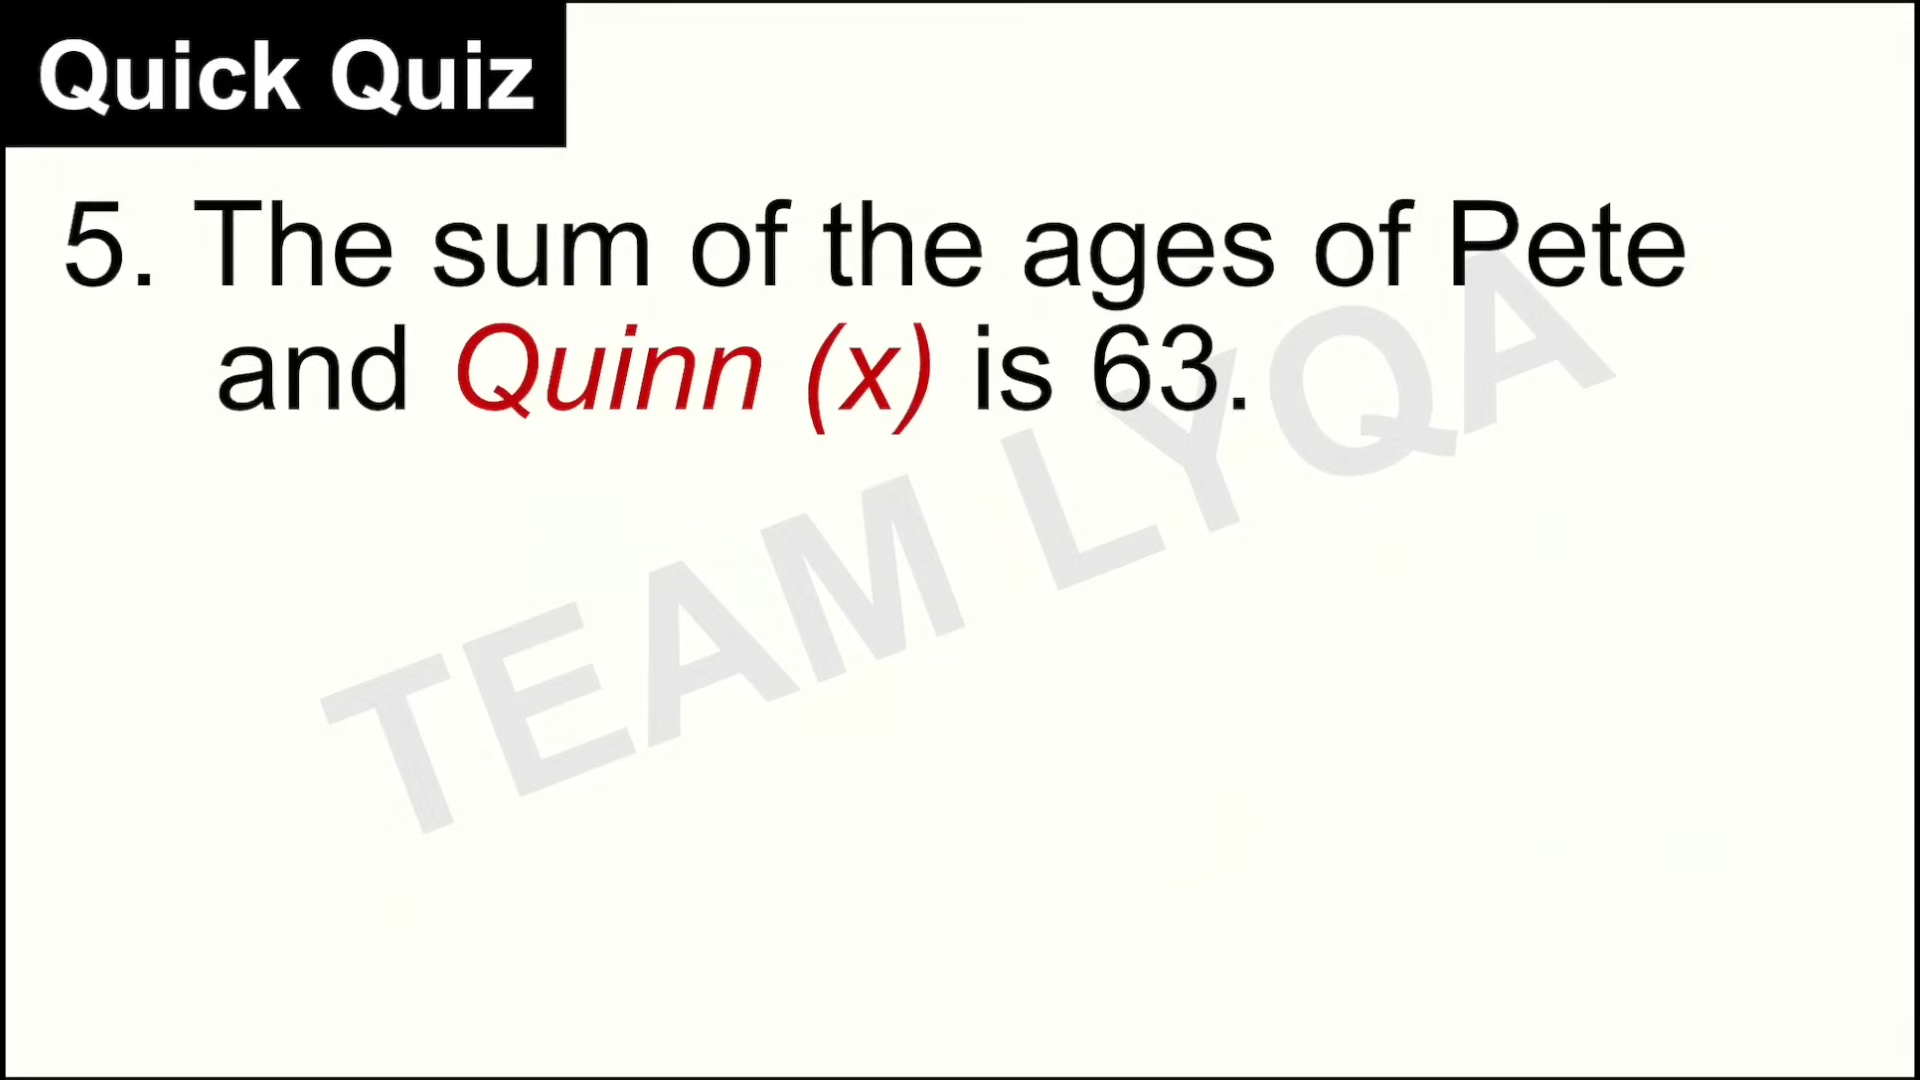 Quick Quiz
5. The sum of the ages of Pete
and Quinn (x) is 63.
TEAM LYQA